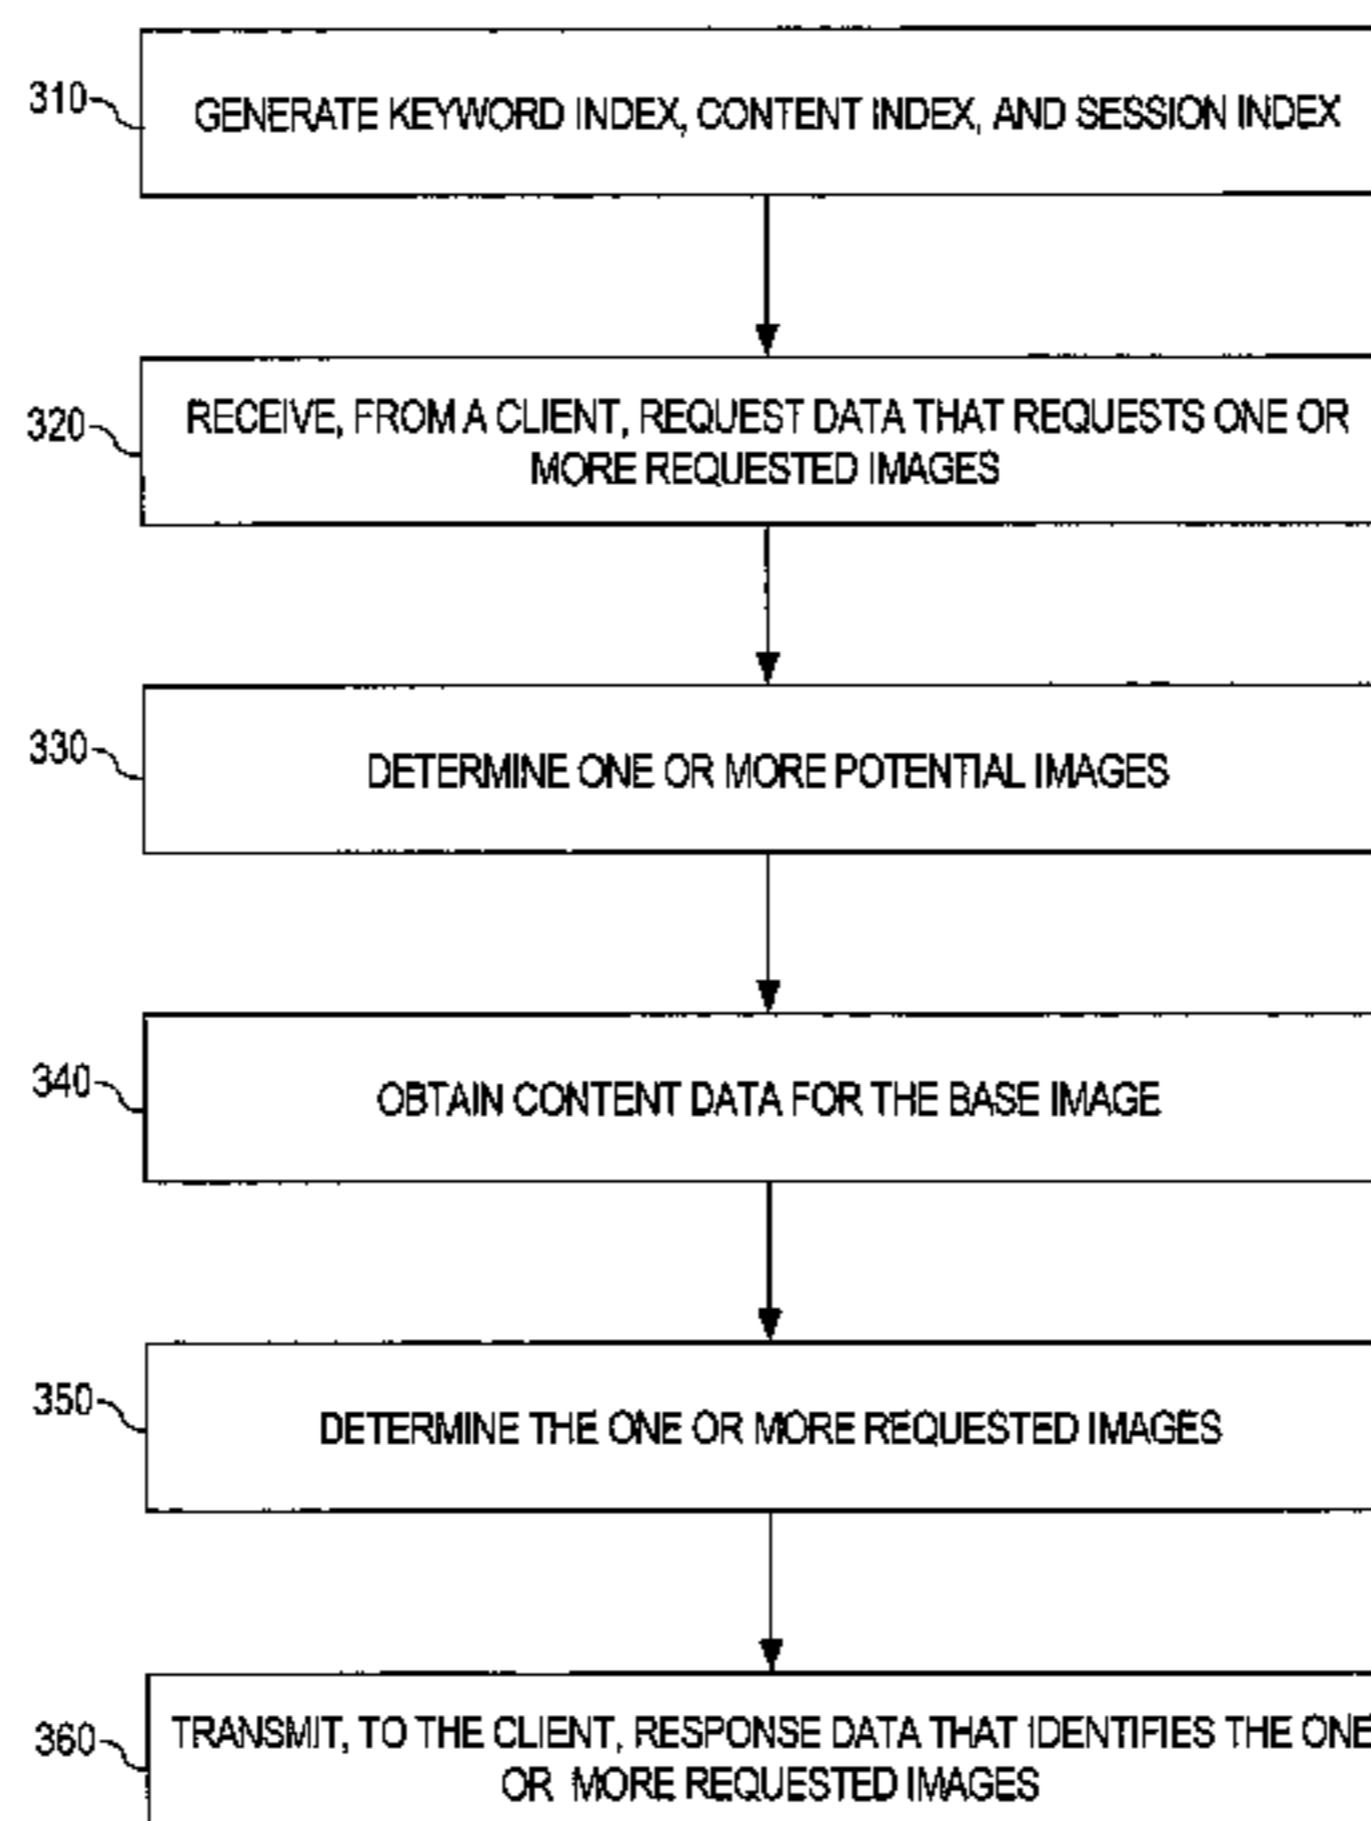 310
GENERATE KEYWORD INDEX, CONTENT INDEX, AND SESSION INDEX
320
RECEIVE, FROM A CLIENT, REQUEST DATA THAT REQUESTS ONE OR
MORE REQUESTED IMAGES
330
DETERMINE ONE OR MORE POTENTIAL IMAGES
340
OBTAIN CONTENT DATA FOR THE BASE IMAGE
350
DETERMINE THE ONE OR MORE REQUESTED IMAGES
360
TRANSMIT, TO THE CLIENT, RESPONSE DATA THAT IDENTIFIES THE ONE
OR MORE REQUESTED IMAGES